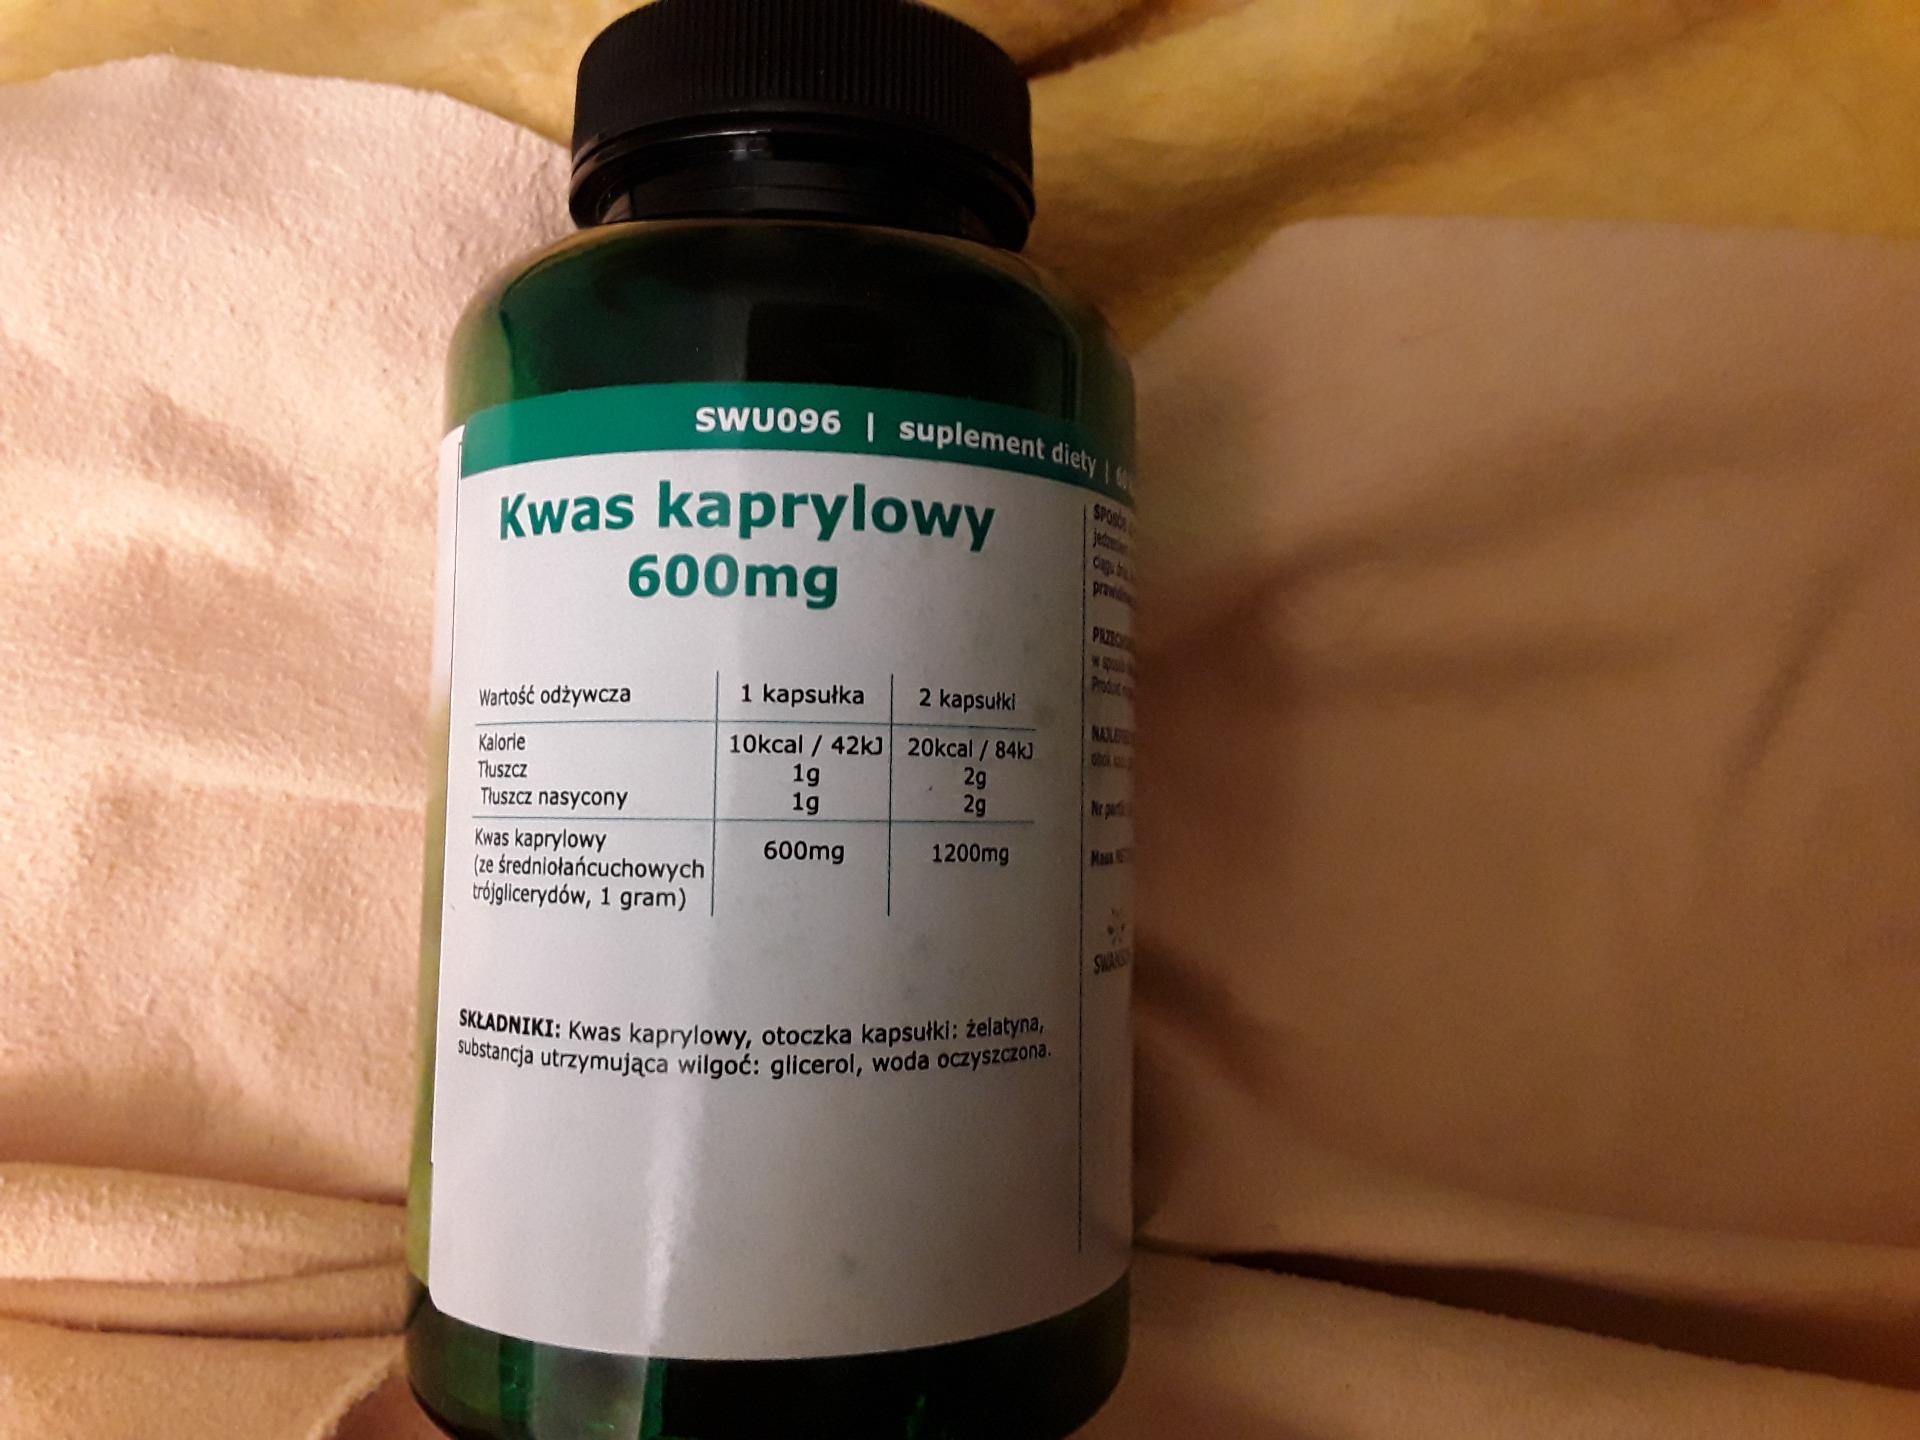 SWU096 | suplement diety |
Kwas kaprylowy
600mg
Wartość odżywcza 1 kapsułka 2 kapsułki
Kalorie 10kcal / 42kJ 20kcal / 84kJ
Tłuszcz 1g 2g
Tłuszcz nasycony 1g 2g
Kwas kaprylowy 600mg 1200mg
(ze średniołańcuchowych
trójglicerydów, 1 gram)
SKŁADNIKI: Kwas kaprylowy, otoczka kapsułki: żelatyna,
substancja utrzymująca wilgoć: glicerol, woda oczyszczona.